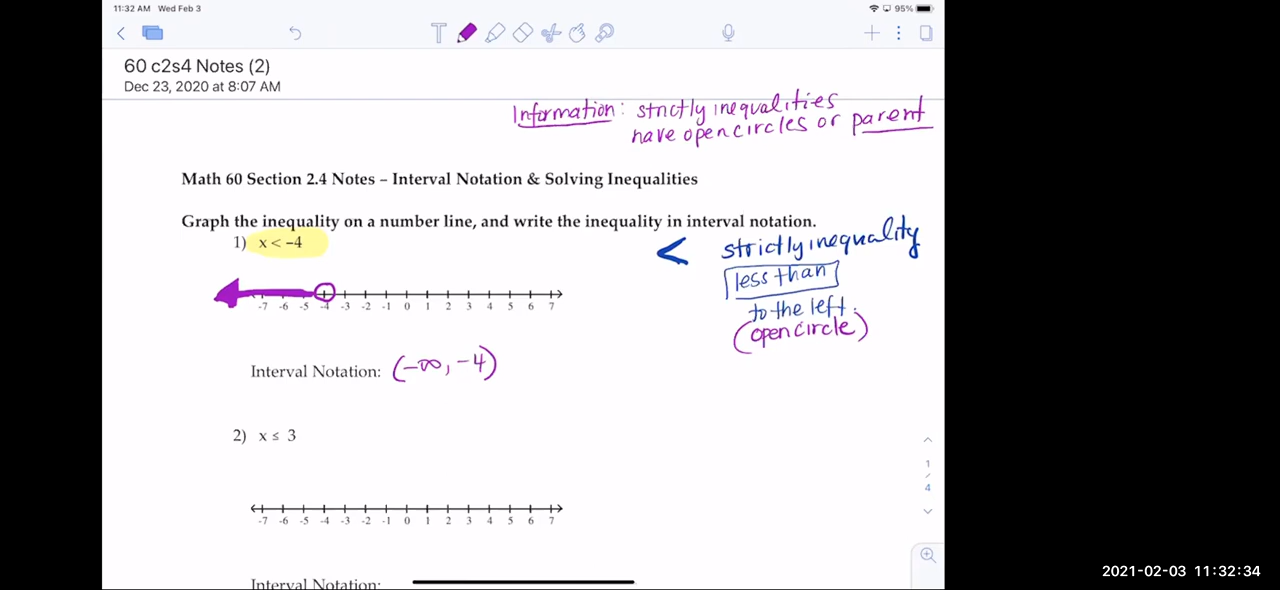 11:32 AM Wed Feb 3
95%
T
60 c2s4 Notes (2)
Dec 23, 2020 at 8:07 AM
Information: strictly inequalities
have open circles or parent
Math 60 Section 2.4 Notes – Interval Notation & Solving Inequalities
Graph the inequality on a number line, and write the inequality in interval notation.
1) x < -4
< strictly inequality
less than
to the left.
(open circle)
-7 -6 -5 -4 -3 -2 -1 0 1 2 3 4 5 6 7
Interval Notation: (-∞, -4)
2) x ≤ 3
-7 -6 -5 -4 -3 -2 -1 0 1 2 3 4 5 6 7
Interval Notation:
1
/
4
2021-02-03 11:32:34